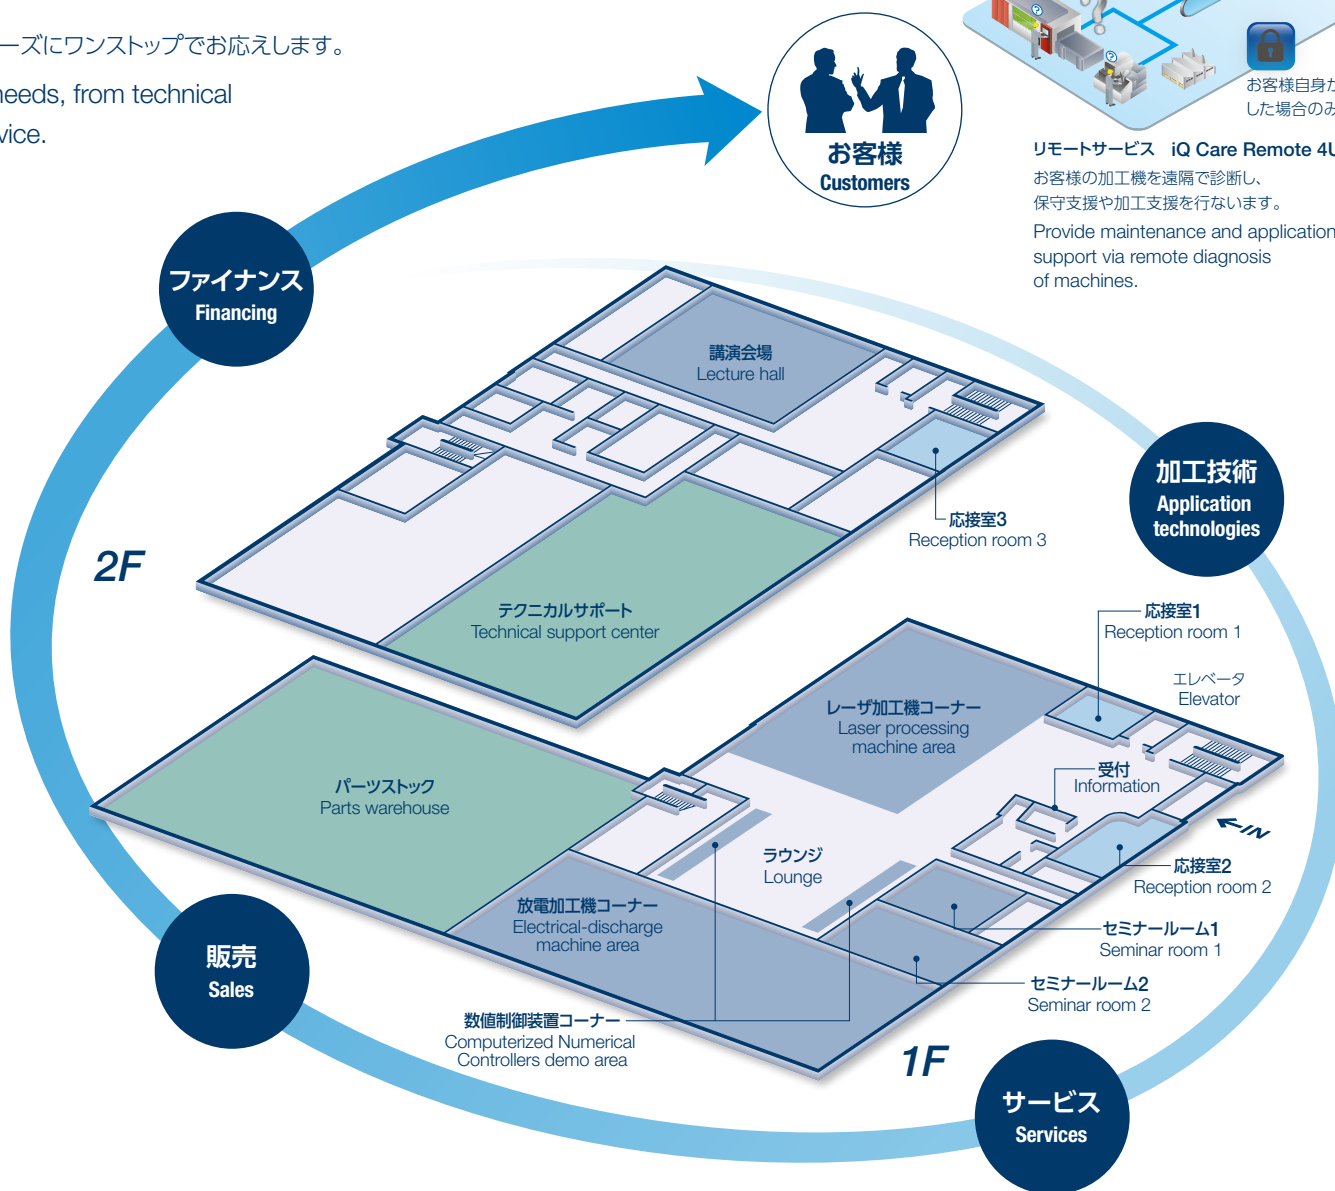 ーズにワンストップでお応えします。
needs, from technical
vice.
お客様
Customers
お客様自身が
した場合のみ
リモートサービス iQ Care Remote 4U
お客様の加工機を遠隔で診断し、
保守支援や加工支援を行ないます。
Provide maintenance and application
support via remote diagnosis
of machines.
ファイナンス
Financing
講演会場
Lecture hall
加工技術
Application
technologies
応接室3
Reception room 3
2F
テクニカルサポート
Technical support center
応接室1
Reception room 1
エレベータ
Elevator
レーザ加工機コーナー
Laser processing
machine area
受付
Information
パーツストック
Parts warehouse
←IN
ラウンジ
Lounge
応接室2
Reception room 2
放電加工機コーナー
Electrical-discharge
machine area
セミナールーム1
Seminar room 1
販売
Sales
セミナールーム2
Seminar room 2
数値制御装置コーナー
Computerized Numerical
Controllers demo area
1F
サービス
Services